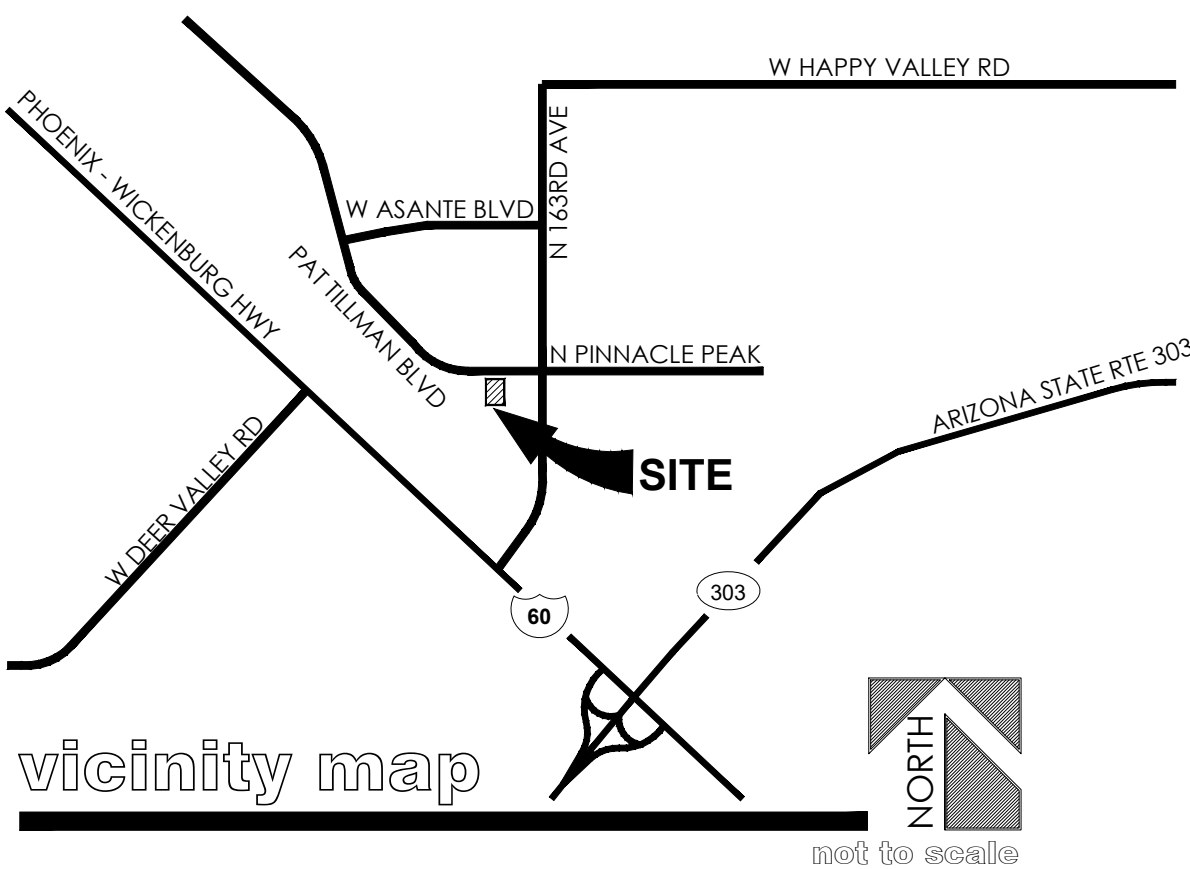 W HAPPY VALLEY RD
PHOENIX - WICKENBURG HWY
N 163RD AVE
W ASANTE BLVD
PAT TILLMAN BLVD
N PINNACLE PEAK
ARIZONA STATE RTE 303
W DEER VALLEY RD
SITE
303
60
NORTH
vicinity map
not to scale